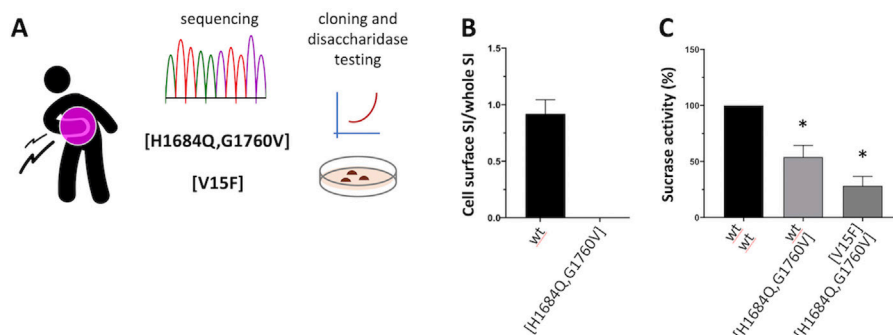 A
sequencing
cloning and
disaccharidase
testing
[H1684Q,G1760V]
[V15F]
B
Cell surface SI/whole SI
1.5
1.0
0.5
0.0
wt
[H1684Q,G1760V]
C
Sucrase activity (%)
150
100
0.50
0.00
*
*
wt
wt
wt
[H1684Q,G1760V]
[V15F]
[H1684Q,G1760V]